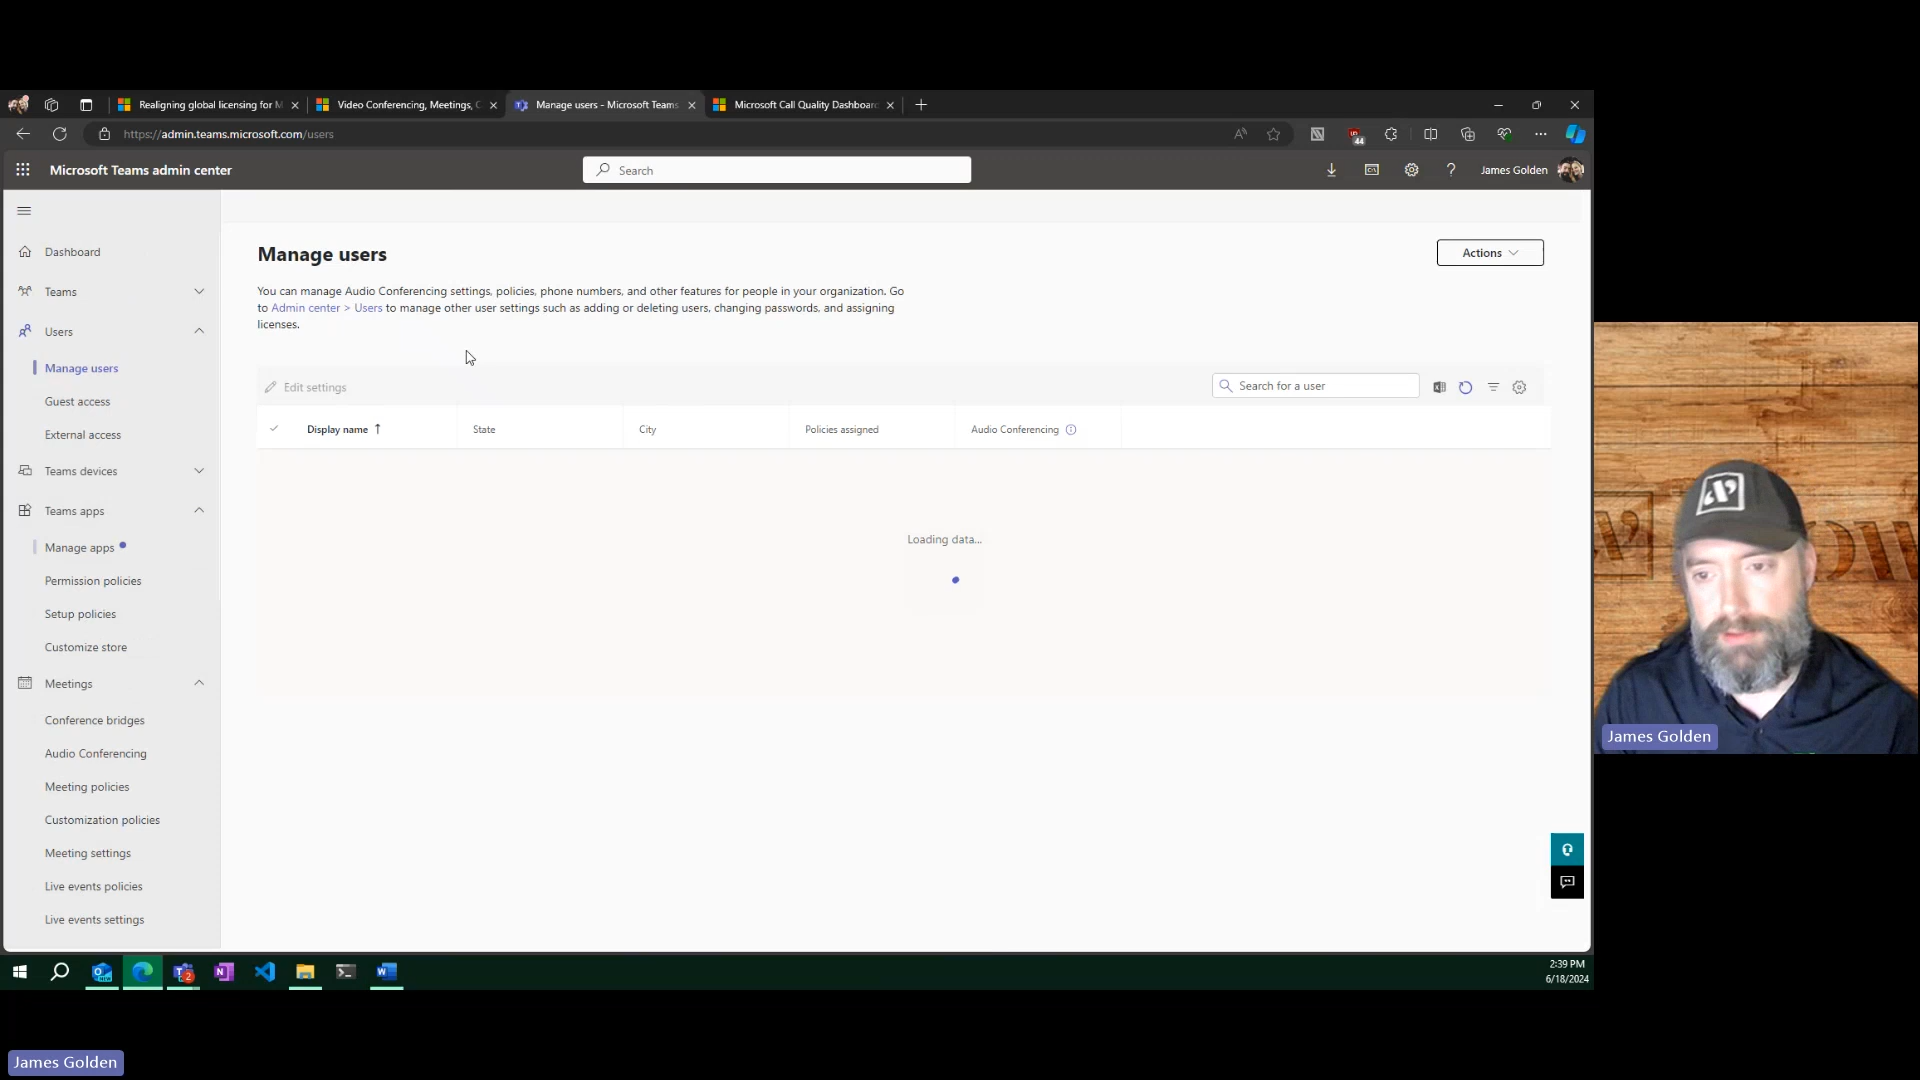 Realigning global licensing for M
Video Conferencing, Meetings, C
Manage users - Microsoft Teams
Microsoft Call Quality Dashboard
https://admin.teams.microsoft.com/users
44
Microsoft Teams admin center
Search
James Golden
Dashboard
Teams
Users
Manage users
Guest access
External access
Teams devices
Teams apps
Manage apps
Permission policies
Setup policies
Customize store
Meetings
Conference bridges
Audio Conferencing
Meeting policies
Customization policies
Meeting settings
Live events policies
Live events settings
Manage users
Actions
You can manage Audio Conferencing settings, policies, phone numbers, and other features for people in your organization. Go
to Admin center > Users to manage other user settings such as adding or deleting users, changing passwords, and assigning
licenses.
Edit settings
Search for a user
Display name ↑
State
City
Policies assigned
Audio Conferencing
Loading data...
James Golden
2:39 PM
6/18/2024
James Golden